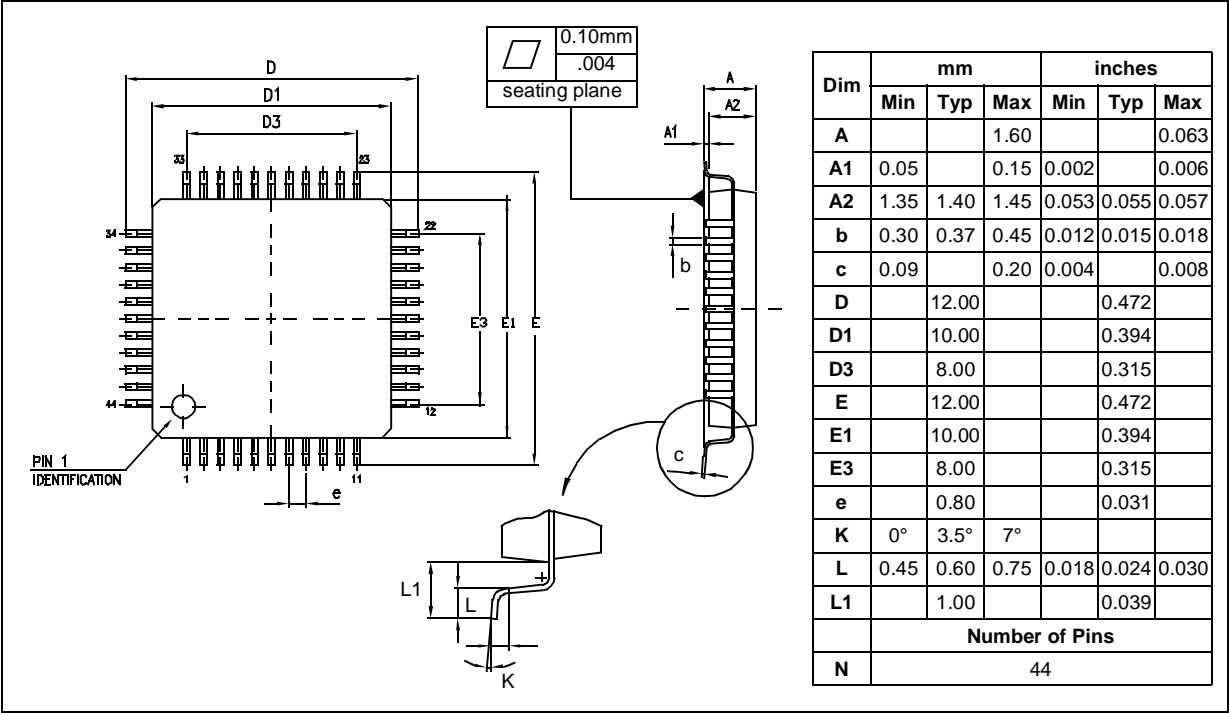 D
D1
D3
33 23
34 22
44 12
1 11
E3 E1 E
e
PIN 1
IDENTIFICATION
0.10mm
.004
seating plane
A
A2
A1
b
c
L1
L
K
Dim mm inches
Min Typ Max Min Typ Max
A 1.60 0.063
A1 0.05 0.15 0.002 0.006
A2 1.35 1.40 1.45 0.053 0.055 0.057
b 0.30 0.37 0.45 0.012 0.015 0.018
c 0.09 0.20 0.004 0.008
D 12.00 0.472
D1 10.00 0.394
D3 8.00 0.315
E 12.00 0.472
E1 10.00 0.394
E3 8.00 0.315
e 0.80 0.031
K 0° 3.5° 7°
L 0.45 0.60 0.75 0.018 0.024 0.030
L1 1.00 0.039
Number of Pins
N 44